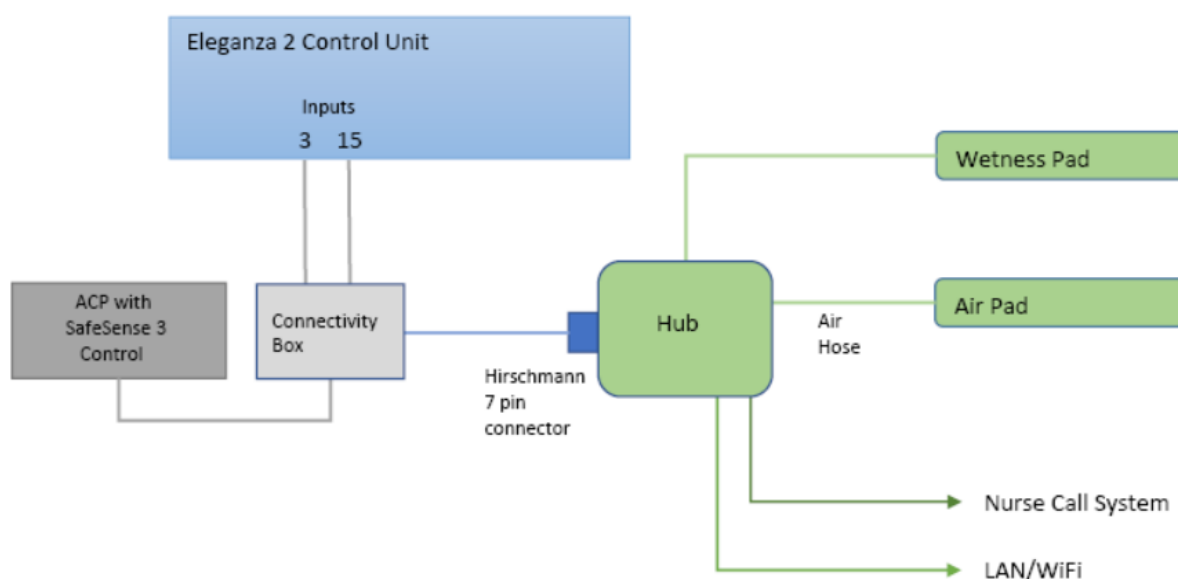 Eleganza 2 Control Unit
Inputs
3 15
Wetness Pad
ACP with
SafeSense 3
Control
Connectivity
Box
Hub
Air Pad
Air
Hose
Hirschmann
7 pin
connector
Nurse Call System
LAN/WiFi